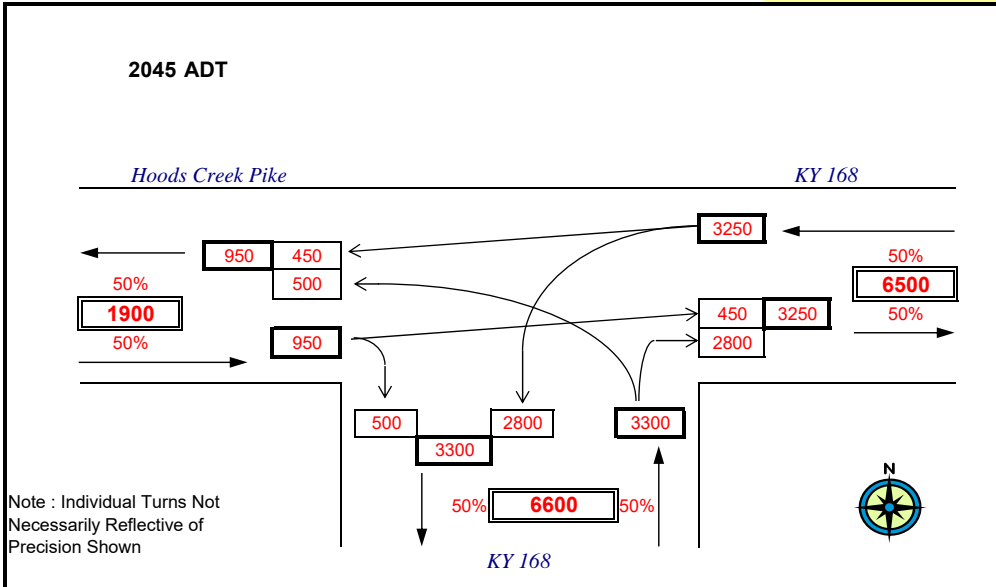 2045 ADT
Hoods Creek Pike
KY 168
3250
950 450
50%
50%
500
6500
1900
450 3250
50%
50%
950
2800
500
2800
3300
3300
N
50% 6600 50%
Note : Individual Turns Not
Necessarily Reflective of
Precision Shown
KY 168